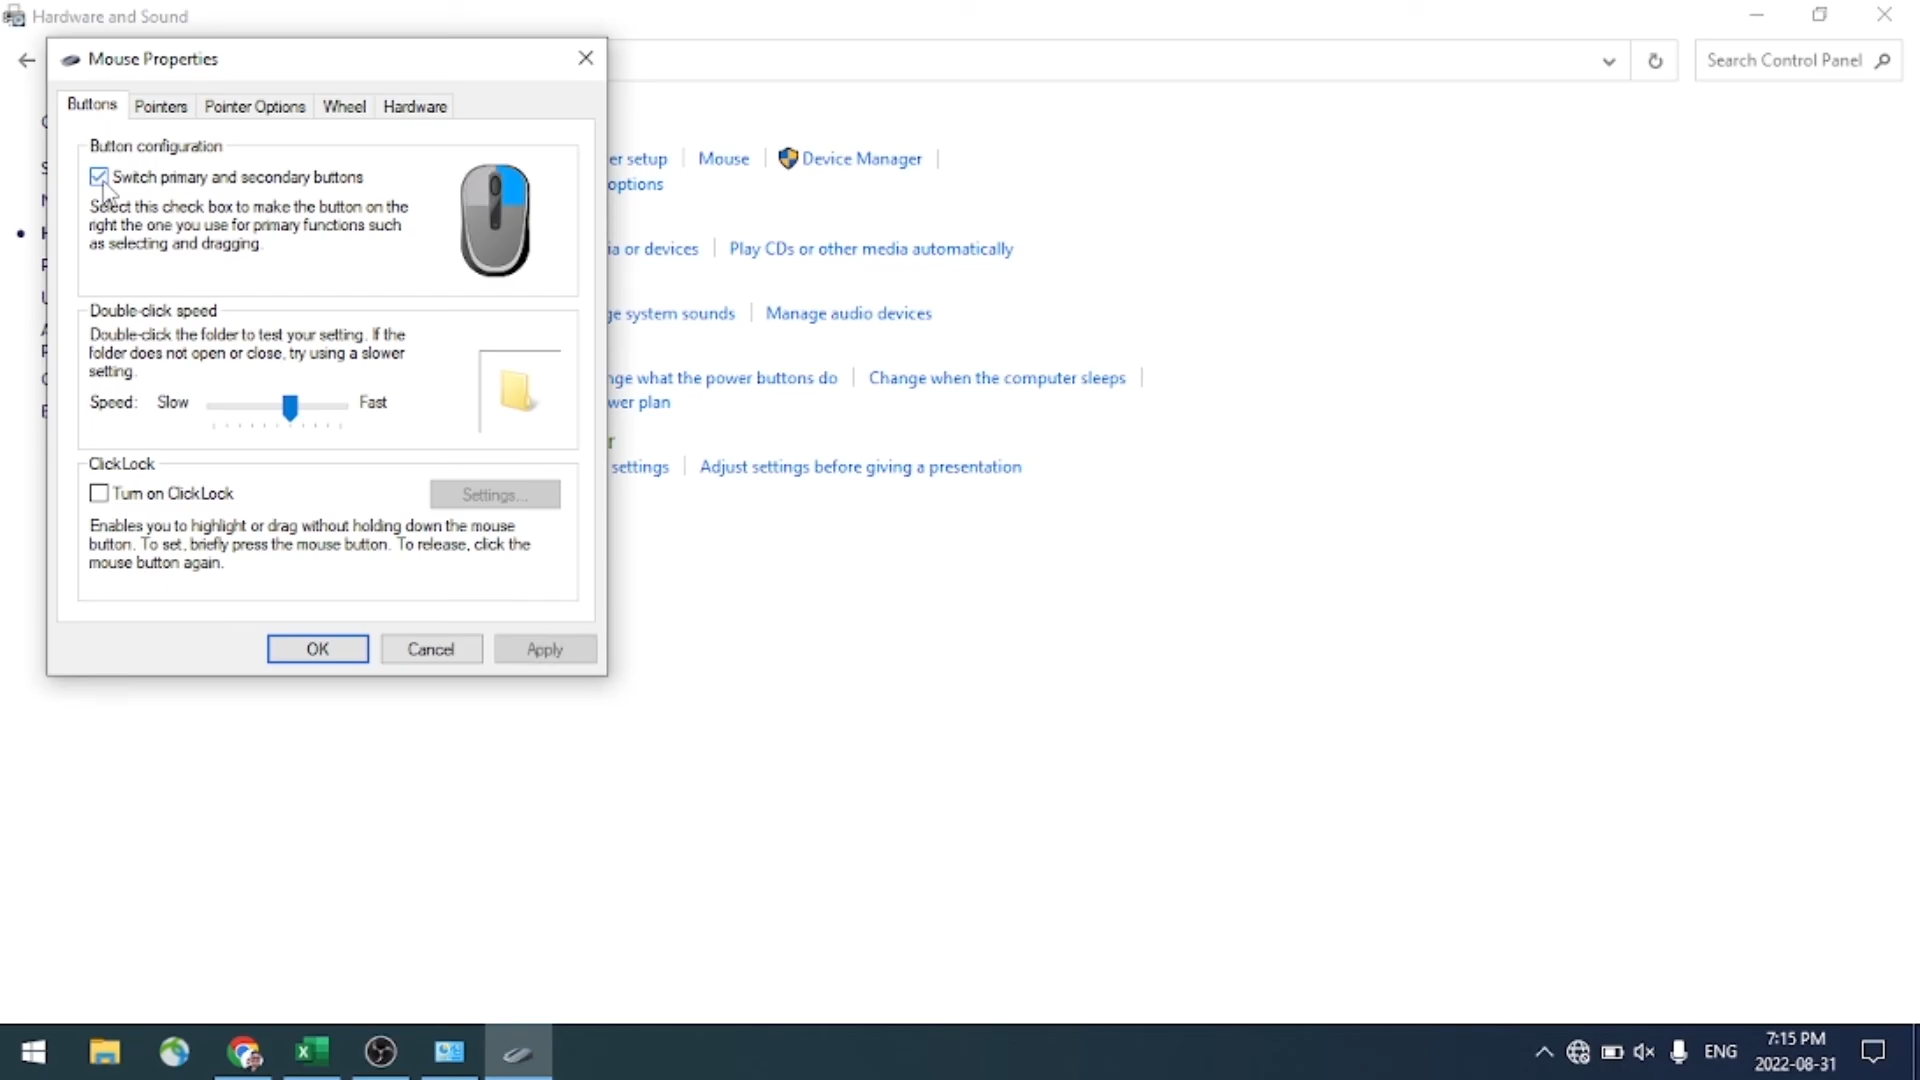 Hardware and Sound
Search Control Panel
Mouse Properties
Buttons
Pointers
Pointer Options
Wheel
Hardware
Button configuration
Switch primary and secondary buttons
Select this check box to make the button on the
right the one you use for primary functions such
as selecting and dragging.
Double-click speed
Double-click the folder to test your setting. If the
folder does not open or close, try using a slower
setting.
Speed: Slow Fast
ClickLock
Turn on ClickLock
Settings...
Enables you to highlight or drag without holding down the mouse
button. To set, briefly press the mouse button. To release, click the
mouse button again.
OK
Cancel
Apply
setup Mouse Device Manager
options
or devices Play CDs or other media automatically
system sounds Manage audio devices
what the power buttons do Change when the computer sleeps
plan
settings Adjust settings before giving a presentation
ENG
7:15 PM
2022-08-31